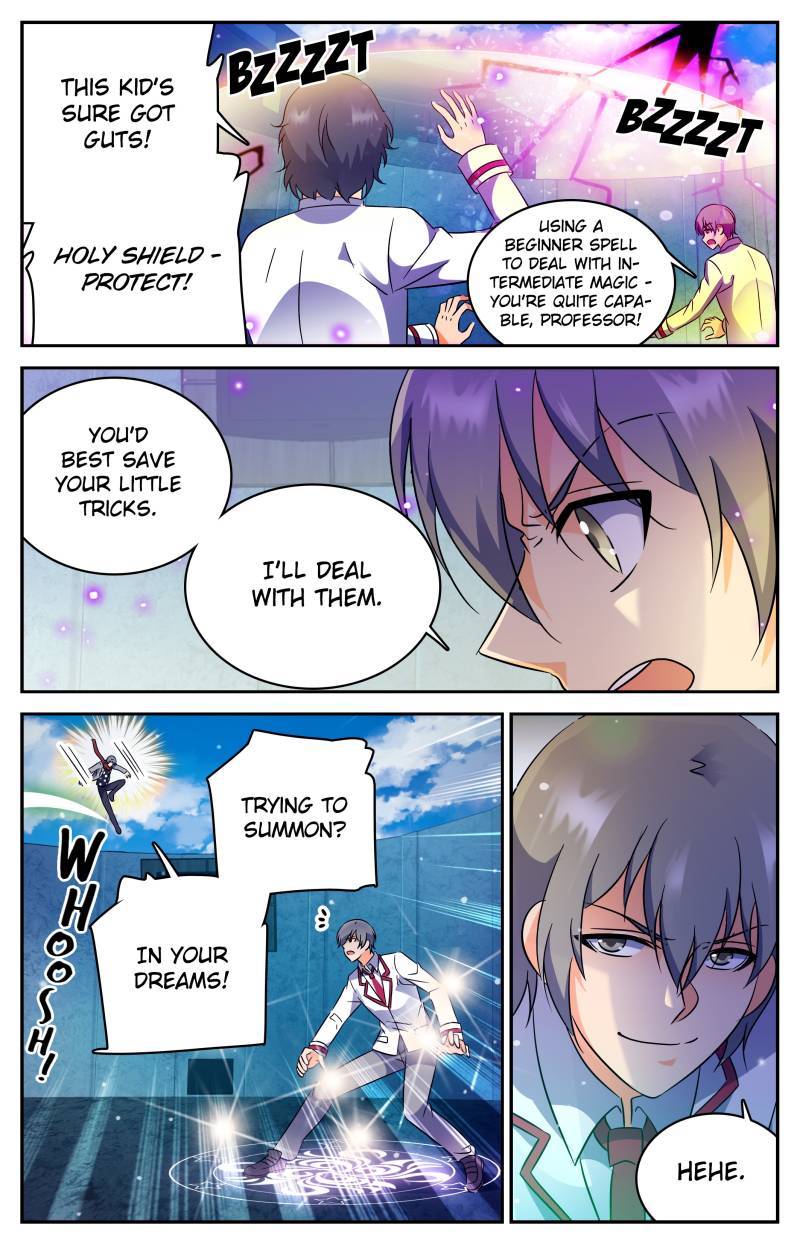 THIS KID'S
SURE GOT
GUTS!
HOLY SHIELD -
PROTECT!
BZZZZT
BZZZZT
USING A
BEGINNER SPELL
TO DEAL WITH IN-
TERMEDIATE MAGIC -
YOU'RE QUITE CAPA-
BLE, PROFESSOR!
YOU'D
BEST SAVE
YOUR LITTLE
TRICKS.
I'LL DEAL
WITH THEM.
WHOOSH!
TRYING TO
SUMMON?
IN YOUR
DREAMS!
HEHE.